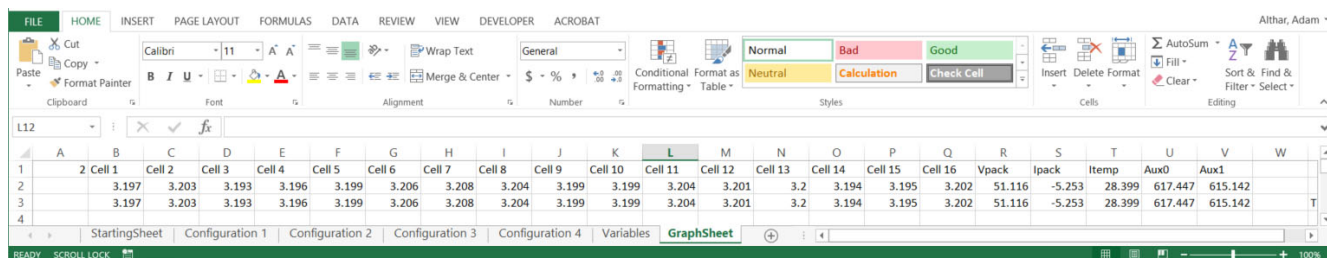 FILE HOME INSERT PAGE LAYOUT FORMULAS DATA REVIEW VIEW DEVELOPER ACROBAT Althar, Adam
Cut
Copy
Format Painter
Paste
Clipboard
Calibri 11 A A
B I U A
Font
Wrap Text
Merge & Center
Alignment
General
$ % ,
Number
Conditional Formatting
Format as Table
Normal Bad Good
Neutral Calculation Check Cell
Styles
Insert Delete Format
Cells
AutoSum
Fill
Clear
Sort & Filter
Find & Select
Editing
L12 fx
A B C D E F G H I J K L M N O P Q R S T U V W
1 2 Cell 1 Cell 2 Cell 3 Cell 4 Cell 5 Cell 6 Cell 7 Cell 8 Cell 9 Cell 10 Cell 11 Cell 12 Cell 13 Cell 14 Cell 15 Cell 16 Vpack Ipack Itemp Aux0 Aux1
2 3.197 3.203 3.193 3.196 3.199 3.206 3.208 3.204 3.197 3.199 3.204 3.201 3.2 3.194 3.195 3.202 51.116 -5.253 28.399 617.447 615.142
3 3.197 3.203 3.193 3.196 3.199 3.206 3.208 3.204 3.199 3.199 3.204 3.201 3.2 3.194 3.195 3.202 51.116 -5.253 28.399 617.447 615.142 T
4
StartingSheet Configuration 1 Configuration 2 Configuration 3 Configuration 4 Variables GraphSheet
READY SCROLL LOCK 100%